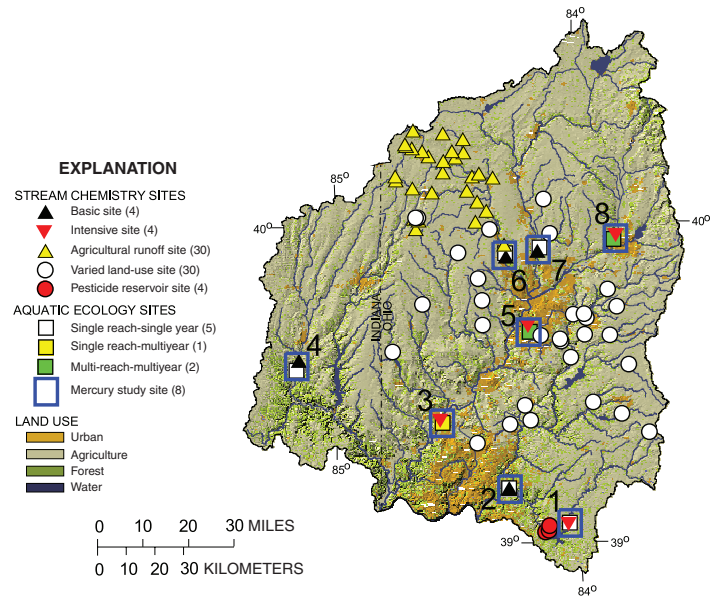 84°
85°
40°
40°
EXPLANATION
STREAM CHEMISTRY SITES
Basic site (4)
Intensive site (4)
Agricultural runoff site (30)
Varied land-use site (30)
Pesticide reservoir site (4)
AQUATIC ECOLOGY SITES
Single reach-single year (5)
Single reach-multiyear (1)
Multi-reach-multiyear (2)
Mercury study site (8)
LAND USE
Urban
Agriculture
Forest
Water
0 10 20 30 MILES
0 10 20 30 KILOMETERS
INDIANA
OHIO
8
7
6
5
4
3
2
1
85°
39°
39°
84°